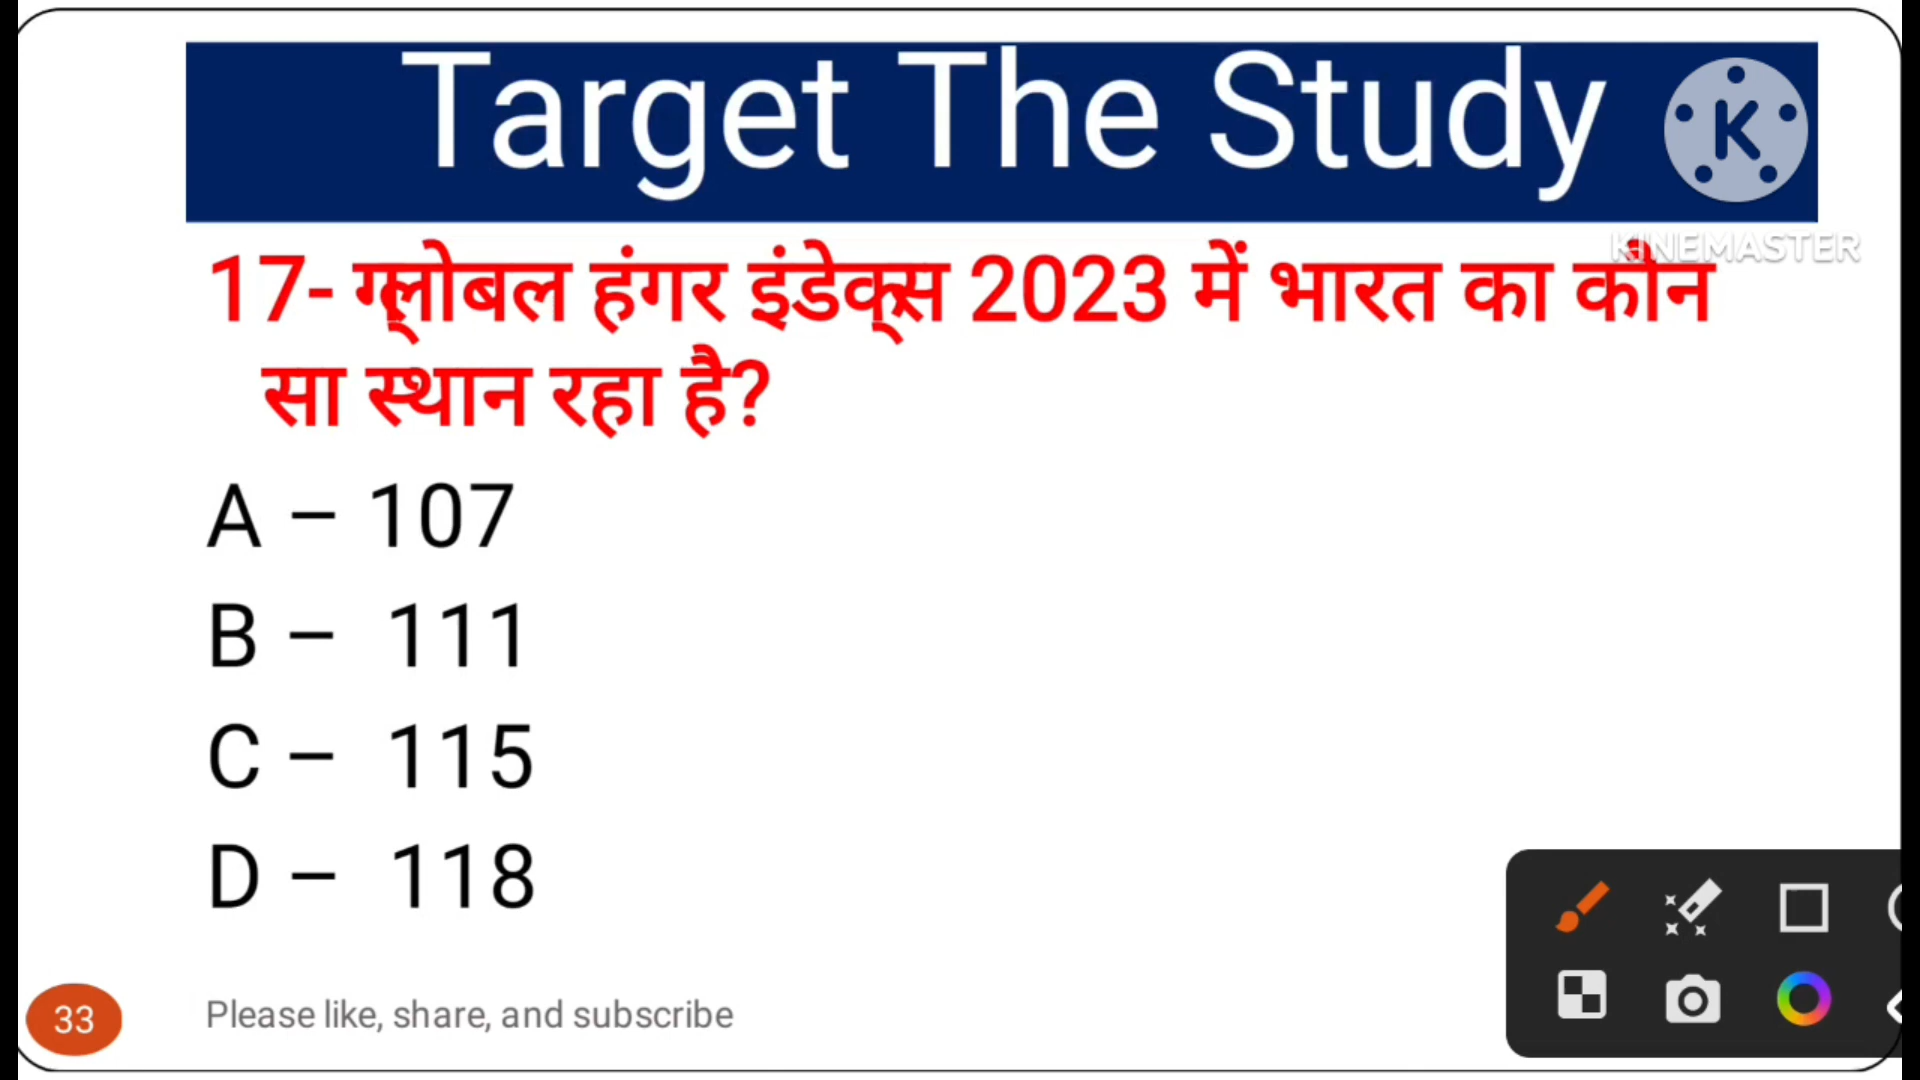 Target The Study
K
KINEMASTER
17- ग्लोबल हंगर इंडेक्स 2023 में भारत का कौन
सा स्थान रहा है?
A – 107
B – 111
C – 115
D – 118
33
Please like, share, and subscribe